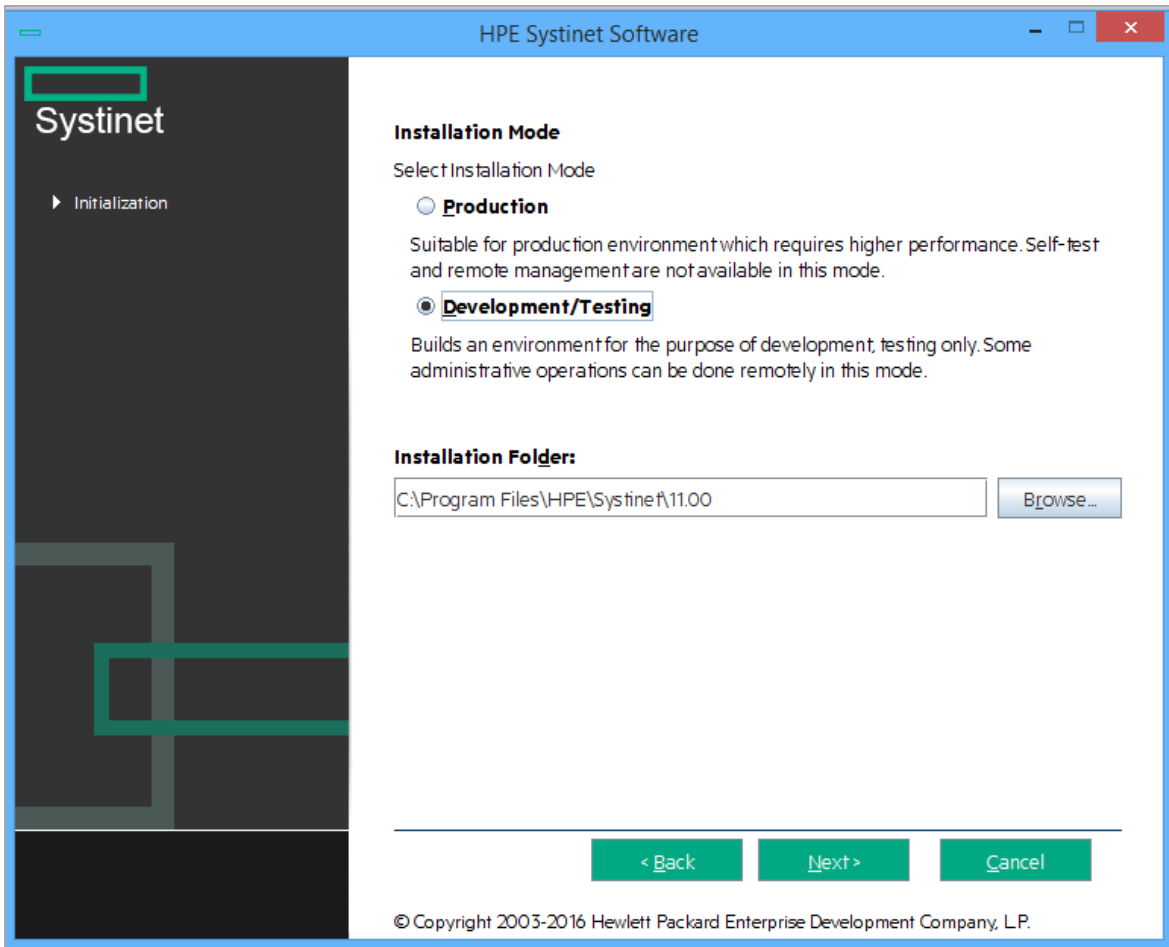 HPE Systinet Software
Systinet
Initialization
Installation Mode
Select Installation Mode
Production
Suitable for production environment which requires higher performance. Self-test
and remote management are not available in this mode.
Development/Testing
Builds an environment for the purpose of development, testing only. Some
administrative operations can be done remotely in this mode.
Installation Folder:
C:\Program Files\HPE\Systinet\11.00
Browse...
< Back
Next >
Cancel
© Copyright 2003-2016 Hewlett Packard Enterprise Development Company, L.P.